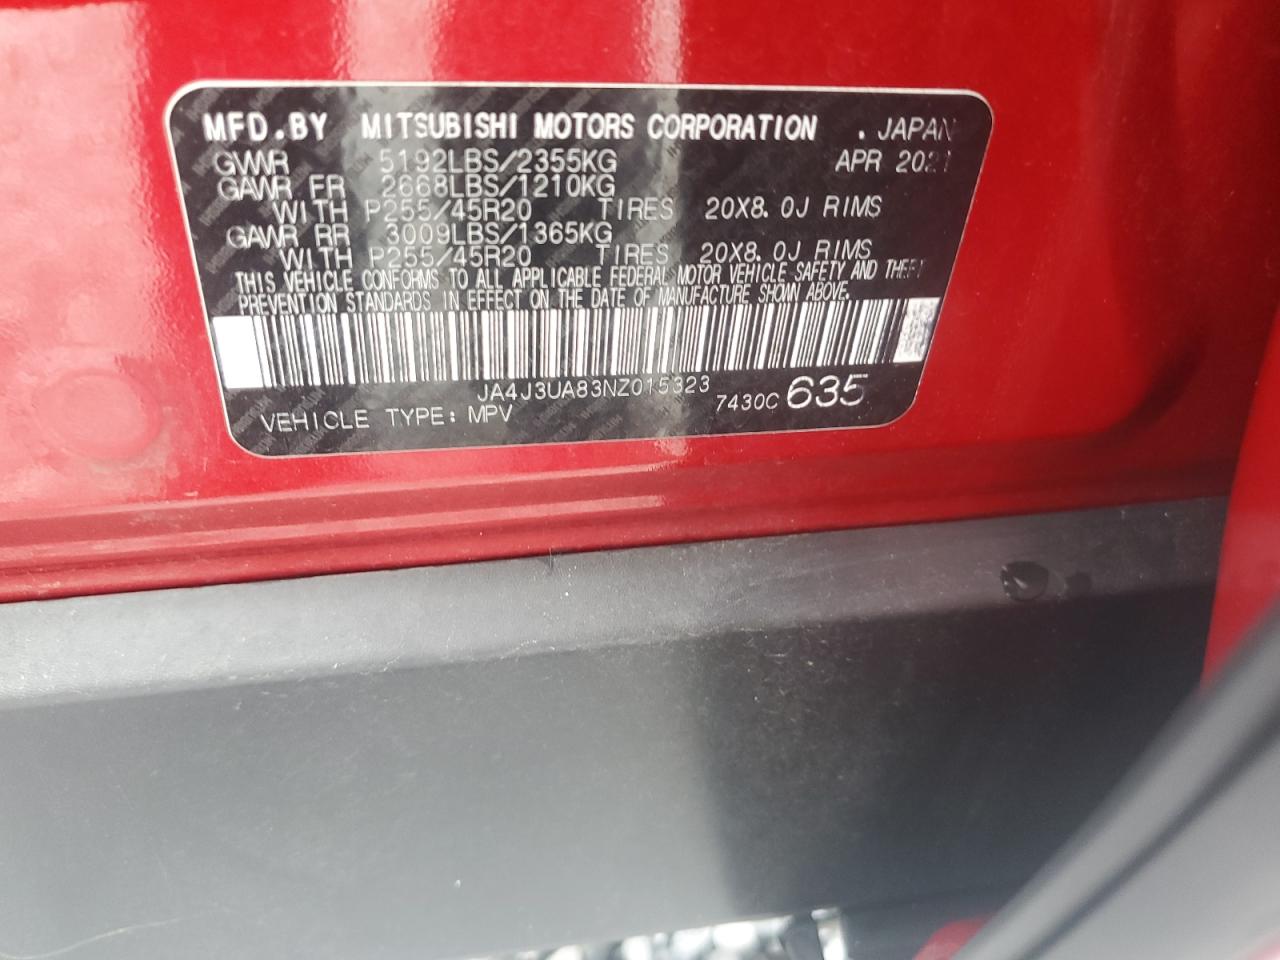 MFD.BY MITSUBISHI MOTORS CORPORATION . JAPAN
GVWR 5192LBS/2355KG APR 2021
GAWR FR 2668LBS/1210KG
WITH P255/45R20 TIRES 20X8.0J RIMS
GAWR RR 3009LBS/1365KG
WITH P255/45R20 TIRES 20X8.0J RIMS
THIS VEHICLE CONFORMS TO ALL APPLICABLE FEDERAL MOTOR VEHICLE SAFETY AND THEFT
PREVENTION STANDARDS IN EFFECT ON THE DATE OF MANUFACTURE SHOWN ABOVE.
JA4J3UA83NZ015323
VEHICLE TYPE: MPV 7430C 635